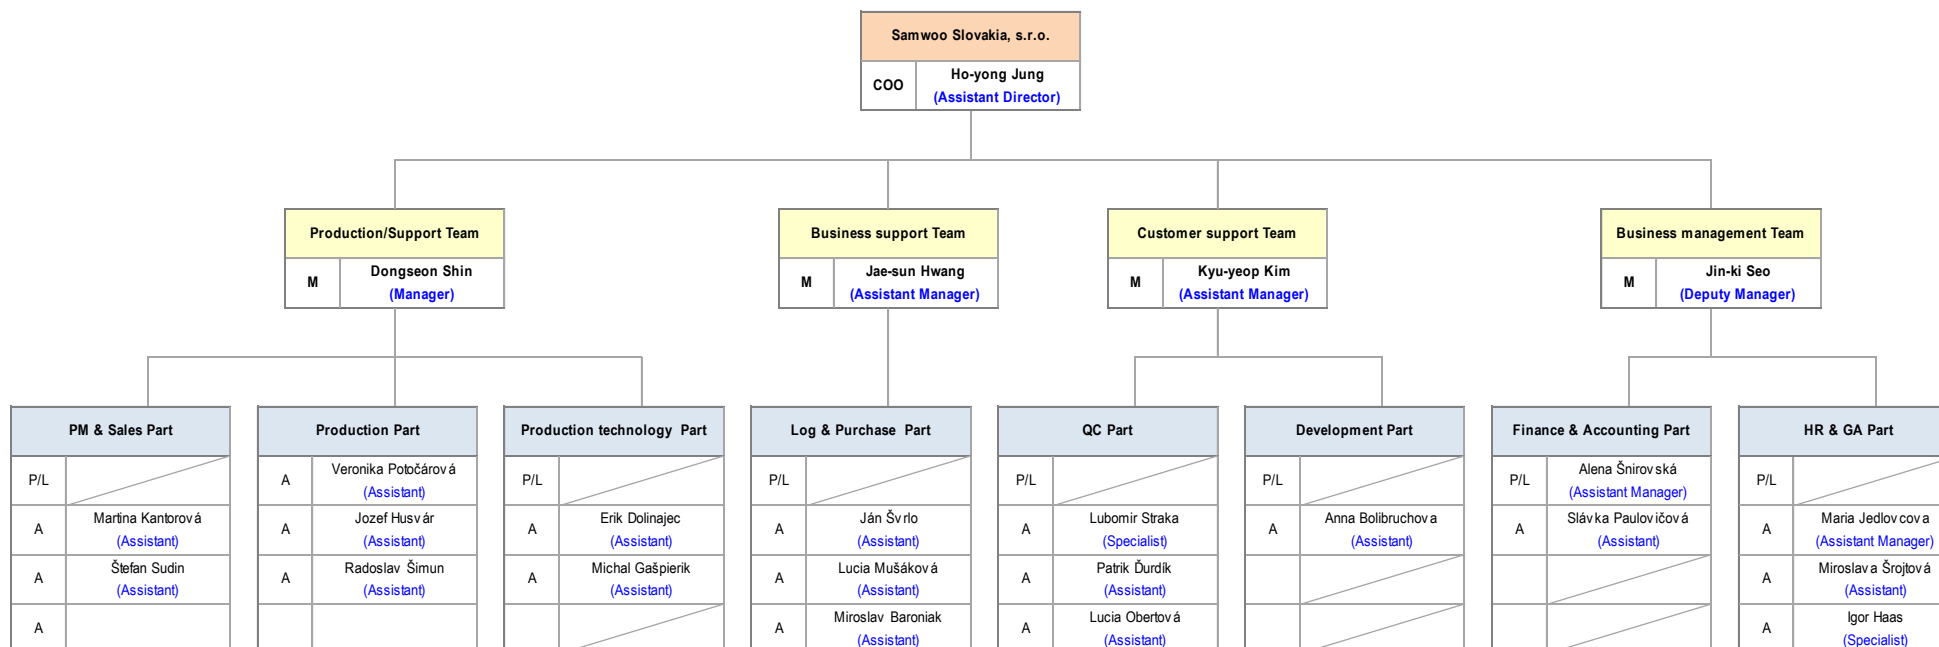 Samwoo Slovakia, s.r.o.
COO
Ho-yong Jung
(Assistant Director)
Production/Support Team
M
Dongseon Shin
(Manager)
Business support Team
M
Jae-sun Hwang
(Assistant Manager)
Customer support Team
M
Kyu-yeop Kim
(Assistant Manager)
Business management Team
M
Jin-ki Seo
(Deputy Manager)
PM & Sales Part
P/L
A
Martina Kantorová
(Assistant)
A
Štefan Sudin
(Assistant)
A
Production Part
A
Veronika Potočárová
(Assistant)
A
Jozef Husvár
(Assistant)
A
Radoslav Šimun
(Assistant)
Production technology Part
P/L
A
Erik Dolinajec
(Assistant)
A
Michal Gašpierik
(Assistant)
Log & Purchase Part
P/L
A
Ján Švrlo
(Assistant)
A
Lucia Mušáková
(Assistant)
A
Miroslav Baroniak
(Assistant)
QC Part
P/L
A
Lubomir Straka
(Specialist)
A
Patrik Ďurdík
(Assistant)
A
Lucia Obertová
(Assistant)
Development Part
P/L
A
Anna Bolibruchova
(Assistant)
Finance & Accounting Part
P/L
Alena Šnirovská
(Assistant Manager)
A
Slávka Paulovičová
(Assistant)
HR & GA Part
P/L
A
Maria Jedlovcova
(Assistant Manager)
A
Miroslava Šrojtová
(Assistant)
A
Igor Haas
(Specialist)